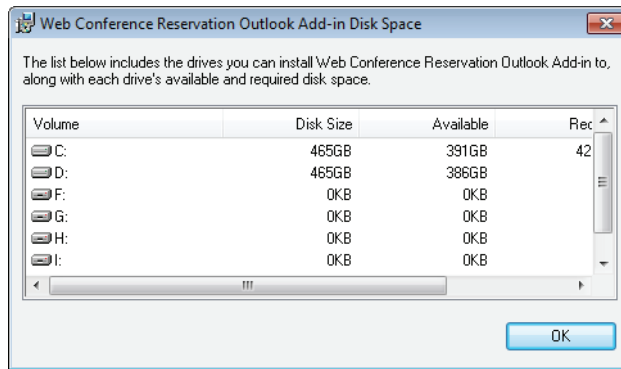 Web Conference Reservation Outlook Add-in Disk Space
The list below includes the drives you can install Web Conference Reservation Outlook Add-in to,
along with each drive's available and required disk space.
Volume Disk Size Available
C: 465GB 391GB
D: 465GB 386GB
F: 0KB 0KB
G: 0KB 0KB
H: 0KB 0KB
I: 0KB 0KB
OK